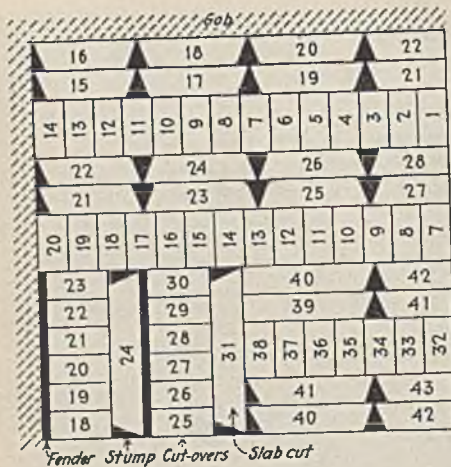 Gob
16 18 20 22
15 17 19 21
14 13 12 11 10 9 8 7 6 5 4 3 2 1
22 24 26 28
21 23 25 27
20 19 18 17 16 15 14 13 12 11 10 9 8 7
23 30 40 42
22 29 39 41
21 24 28 31 38 37 36 35 34 33 32
20 27
19 26 41 43
18 25 40 42
Fender Stump Cut-overs Slab cut